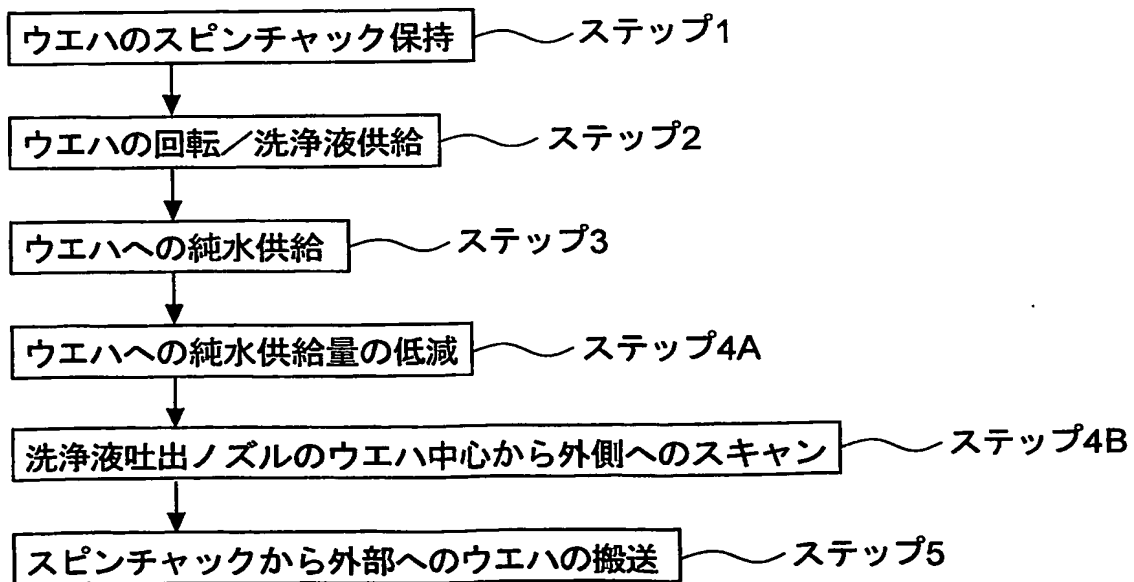 ウエハのスピンチャック保持 ステップ1
ウエハの回転／洗浄液供給 ステップ2
ウエハへの純水供給 ステップ3
ウエハへの純水供給量の低減 ステップ4A
洗浄液吐出ノズルのウエハ中心から外側へのスキャン ステップ4B
スピンチャックから外部へのウエハの搬送 ステップ5